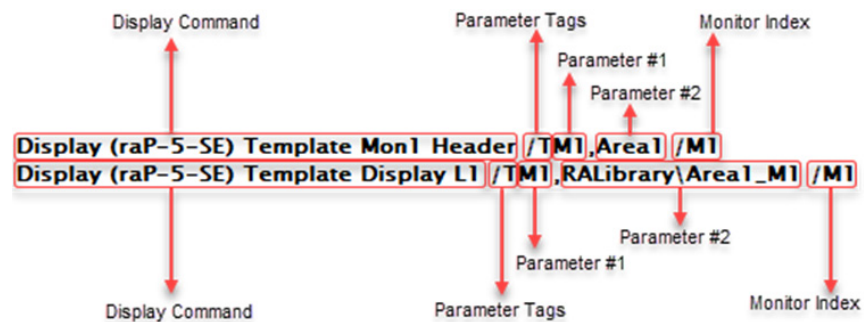 Display Command
Parameter Tags
Monitor Index
Parameter #1
Parameter #2
Display (raP-5-SE) Template Mon1 Header /TM1,Area1 /M1
Display (raP-5-SE) Template Display L1 /TM1,RALibrary\Area1_M1 /M1
Parameter #2
Parameter #1
Display Command
Parameter Tags
Monitor Index